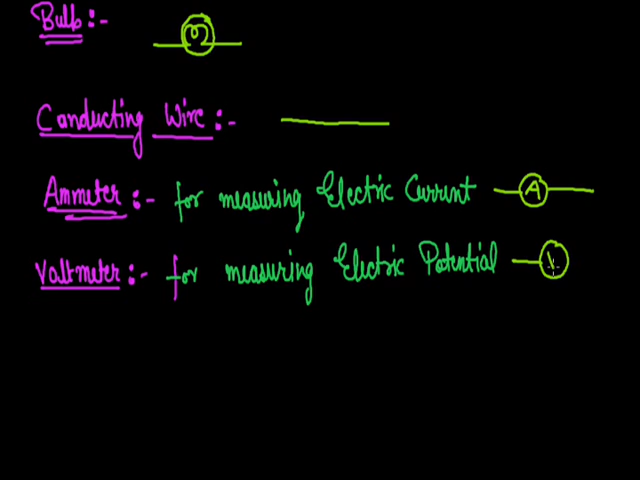 Bulb :-
Conducting Wire :-
Ammeter :- for measuring Electric Current A
Voltmeter :- for measuring Electric Potential V